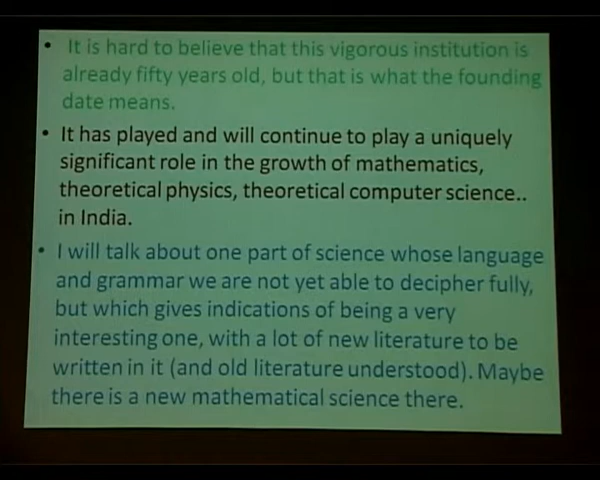 • It is hard to believe that this vigorous institution is
already fifty years old, but that is what the founding
date means.
• It has played and will continue to play a uniquely
significant role in the growth of mathematics,
theoretical physics, theoretical computer science..
in India.
• I will talk about one part of science whose language
and grammar we are not yet able to decipher fully,
but which gives indications of being a very
interesting one, with a lot of new literature to be
written in it (and old literature understood). Maybe
there is a new mathematical science there.